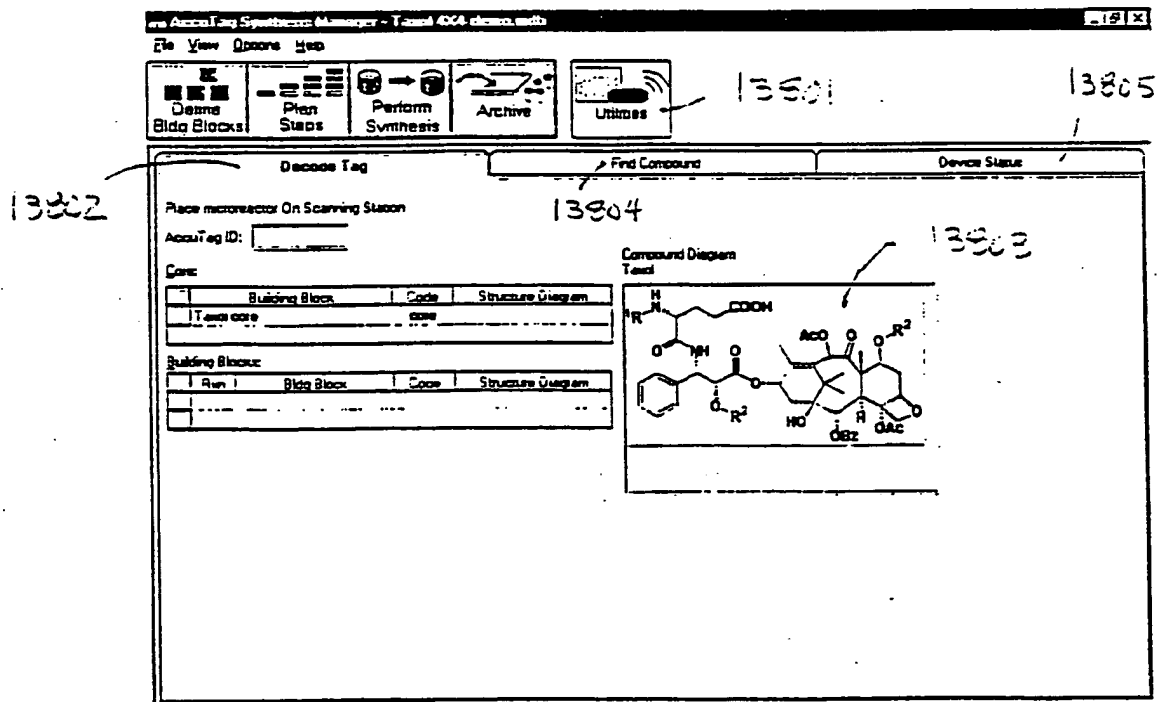 AccuTag Synthesis Manager - Taxol 4X4 demo.mdb
File View Options Help
Define Bldg Blocks
Plan Steps
Perform Synthesis
Archive
Utilities
13801
13805
Decode Tag
Find Compound
Device Status
13802
13804
13803
Place microreactor On Scanning Station
AccuTag ID:
Compound Diagram
Taxol
Core:
Building Block Code Structure Diagram
Taxol core core
Building Blocks:
Run Bldg Block Code Structure Diagram
H
N
R
COOH
O
NH
O
O
O
R²
AcO
O
O
R²
HO
OBz
H
OAc
O